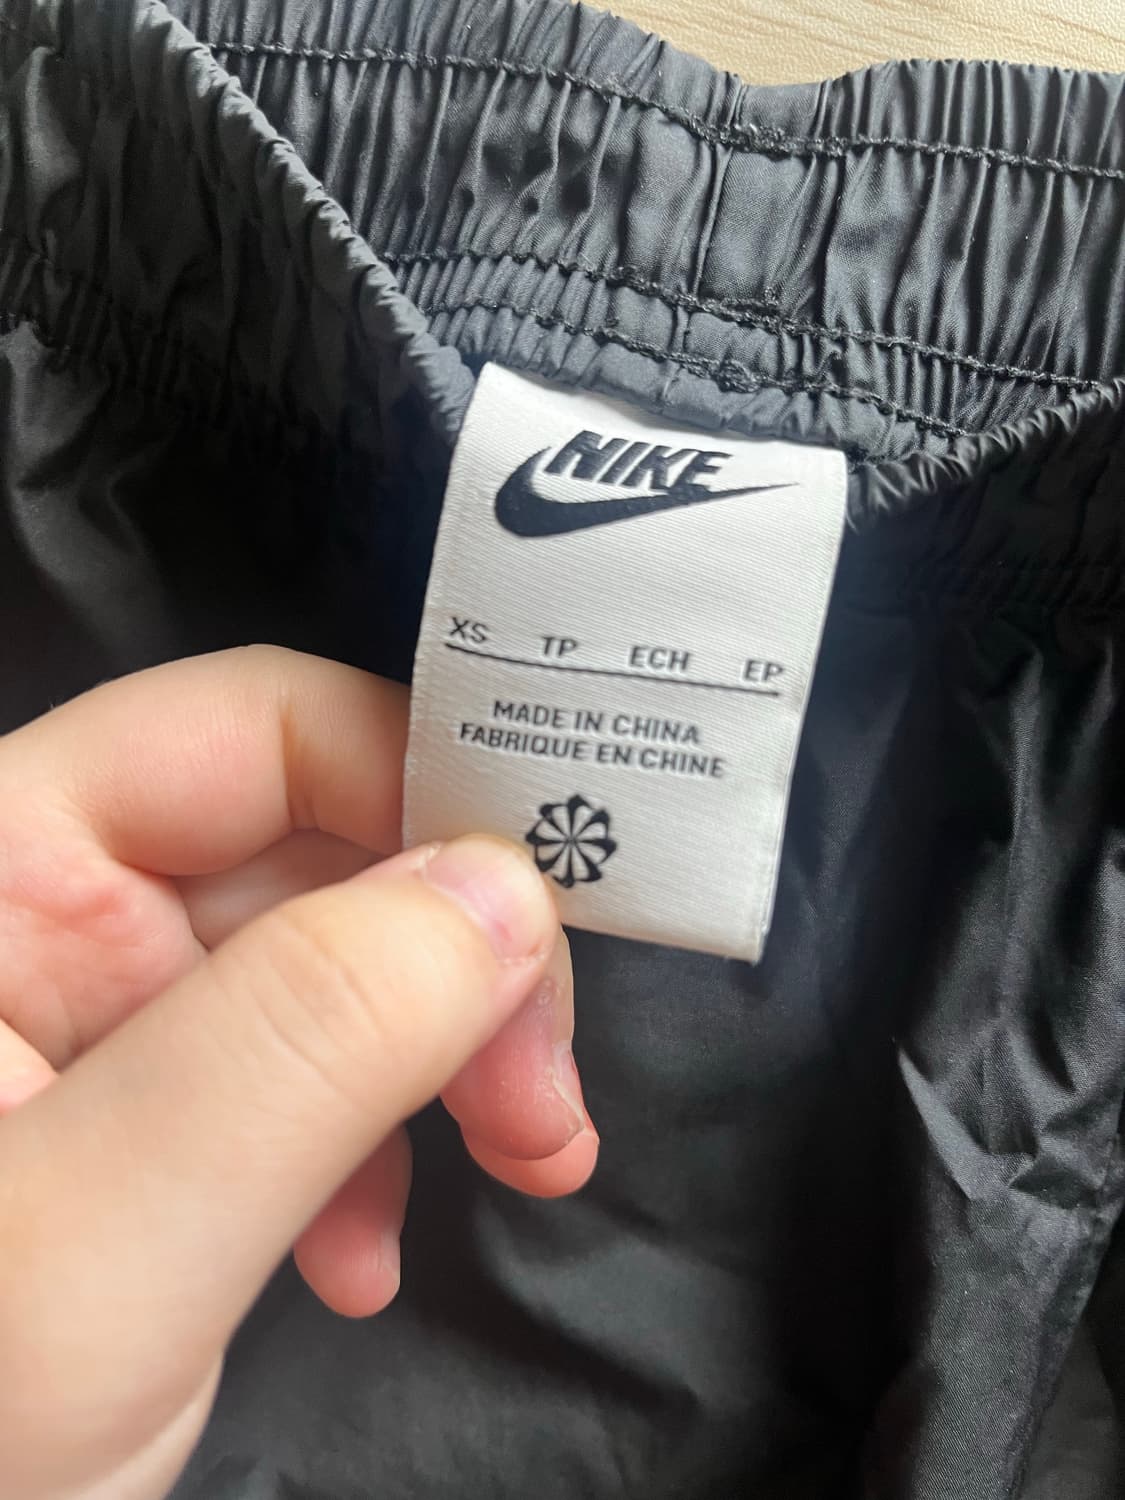 NIKE
XS TP ECH EP
MADE IN CHINA
FABRIQUE EN CHINE